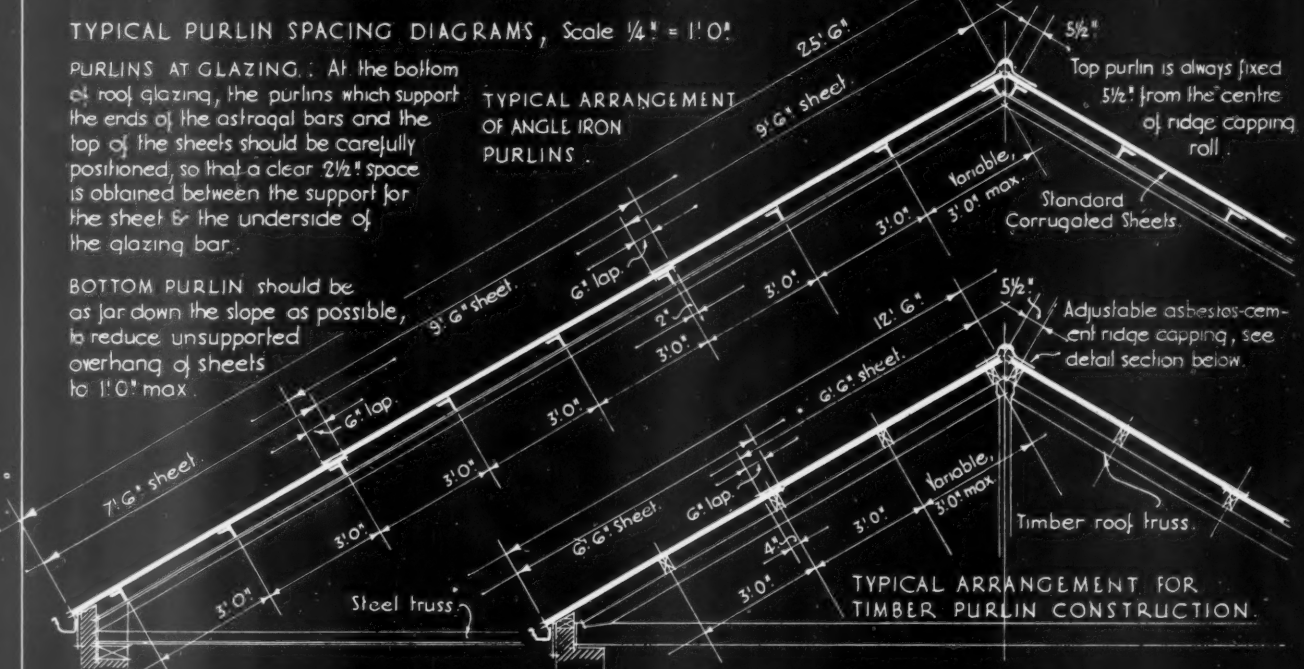 TYPICAL PURLIN SPACING DIAGRAMS, Scale 1/4" = 1'.0".
PURLINS AT GLAZING.: At the bottom
of roof glazing, the purlins which support
the ends of the astragal bars and the
top of the sheets should be carefully
positioned, so that a clear 2½" space
is obtained between the support for
the sheet & the underside of
the glazing bar.
BOTTOM PURLIN should be
as far down the slope as possible,
to reduce unsupported
overhang of sheets
to 1'.0" max.
TYPICAL ARRANGEMENT
OF ANGLE IRON
PURLINS.
25'.6".
9'.6" sheet.
9'.6" sheet.
7'.6" sheet.
6" lap.
6" lap.
2"
3'.0"
3'.0"
3'.0"
3'.0"
3'.0"
3'.0"
3'.0"
Variable,
3'.0" max.
Steel truss.
5½"
Top purlin is always fixed
5½" from the centre
of ridge capping
roll.
Standard
Corrugated Sheets.
12'.6"
6'.6" sheet.
6'.6" Sheet.
6" lap.
4"
3'.0"
3'.0"
Variable,
3'.0" max.
5½"
Adjustable asbestos-cem-
ent ridge capping, see
detail section below.
Timber roof truss.
TYPICAL ARRANGEMENT FOR
TIMBER PURLIN CONSTRUCTION.